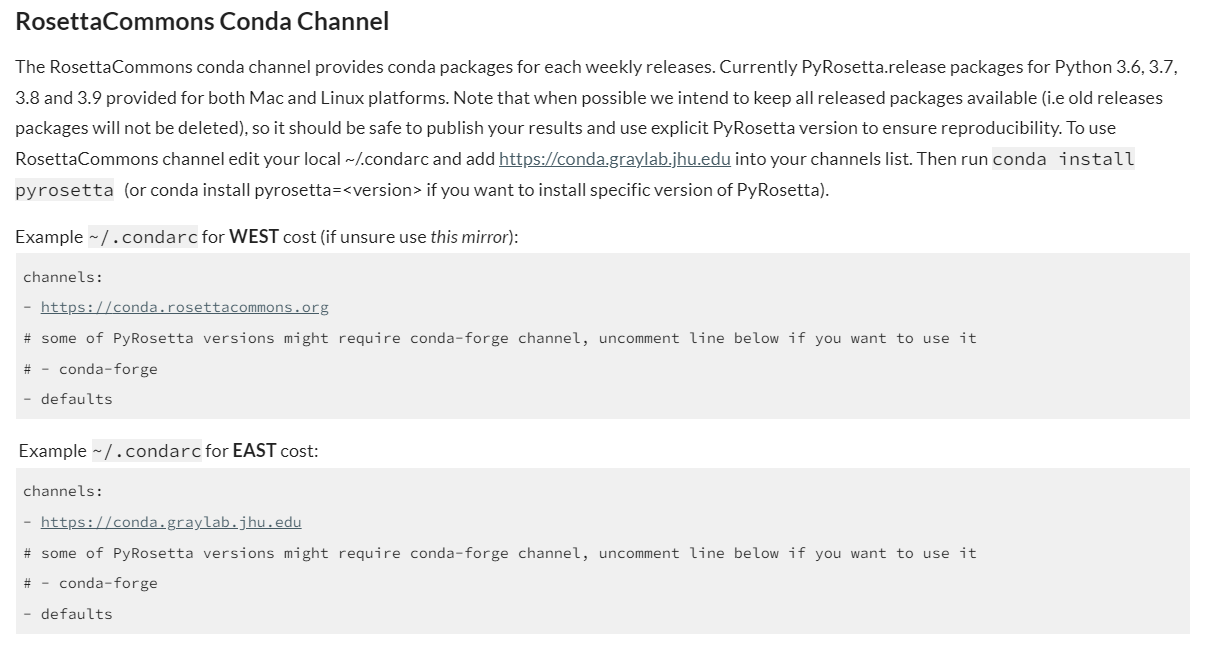 RosettaCommons Conda Channel
The RosettaCommons conda channel provides conda packages for each weekly releases. Currently PyRosetta.release packages for Python 3.6, 3.7,
3.8 and 3.9 provided for both Mac and Linux platforms. Note that when possible we intend to keep all released packages available (i.e old releases
packages will not be deleted), so it should be safe to publish your results and use explicit PyRosetta version to ensure reproducibility. To use
RosettaCommons channel edit your local ~/.condarc and add https://conda.graylab.jhu.edu into your channels list. Then run conda install
pyrosetta (or conda install pyrosetta=<version> if you want to install specific version of PyRosetta).
Example ~/.condarc for WEST cost (if unsure use this mirror):
channels:
- https://conda.rosettacommons.org
# some of PyRosetta versions might require conda-forge channel, uncomment line below if you want to use it
# - conda-forge
- defaults
Example ~/.condarc for EAST cost:
channels:
- https://conda.graylab.jhu.edu
# some of PyRosetta versions might require conda-forge channel, uncomment line below if you want to use it
# - conda-forge
- defaults